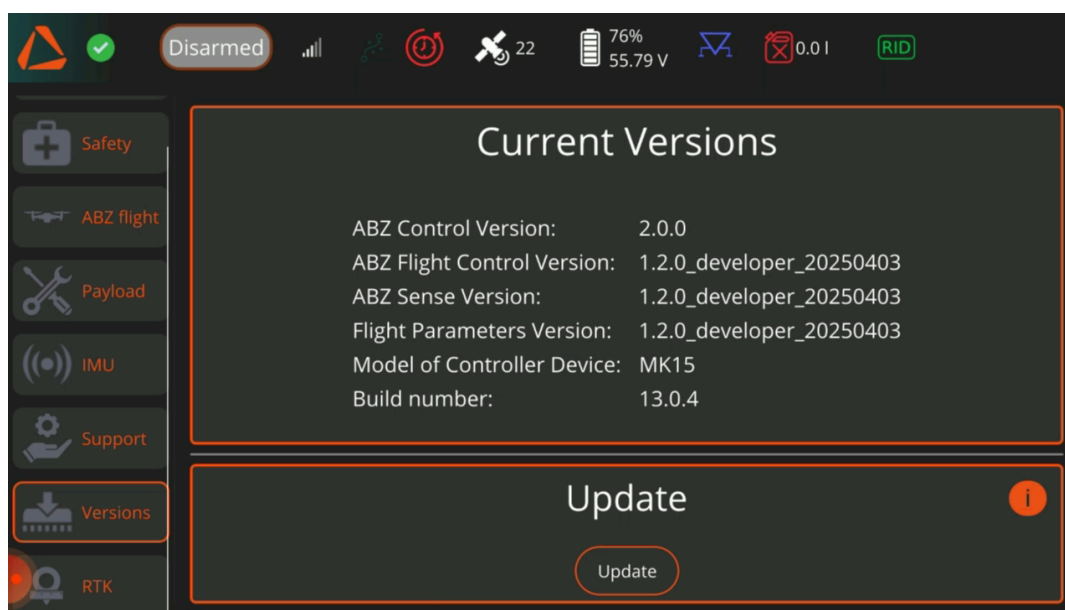 Disarmed
22
76%
55.79 V
0.0 l
RID
Safety
ABZ flight
Payload
IMU
Support
Versions
RTK
Current Versions
ABZ Control Version: 2.0.0
ABZ Flight Control Version: 1.2.0_developer_20250403
ABZ Sense Version: 1.2.0_developer_20250403
Flight Parameters Version: 1.2.0_developer_20250403
Model of Controller Device: MK15
Build number: 13.0.4
Update
i
Update